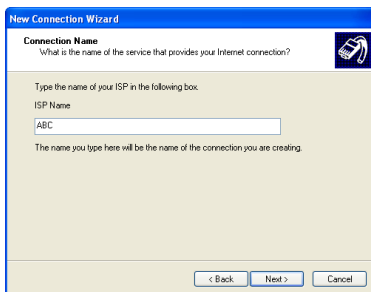 New Connection Wizard
Connection Name
What is the name of the service that provides your Internet connection?
Type the name of your ISP in the following box.
ISP Name
ABC
The name you type here will be the name of the connection you are creating.
< Back Next > Cancel